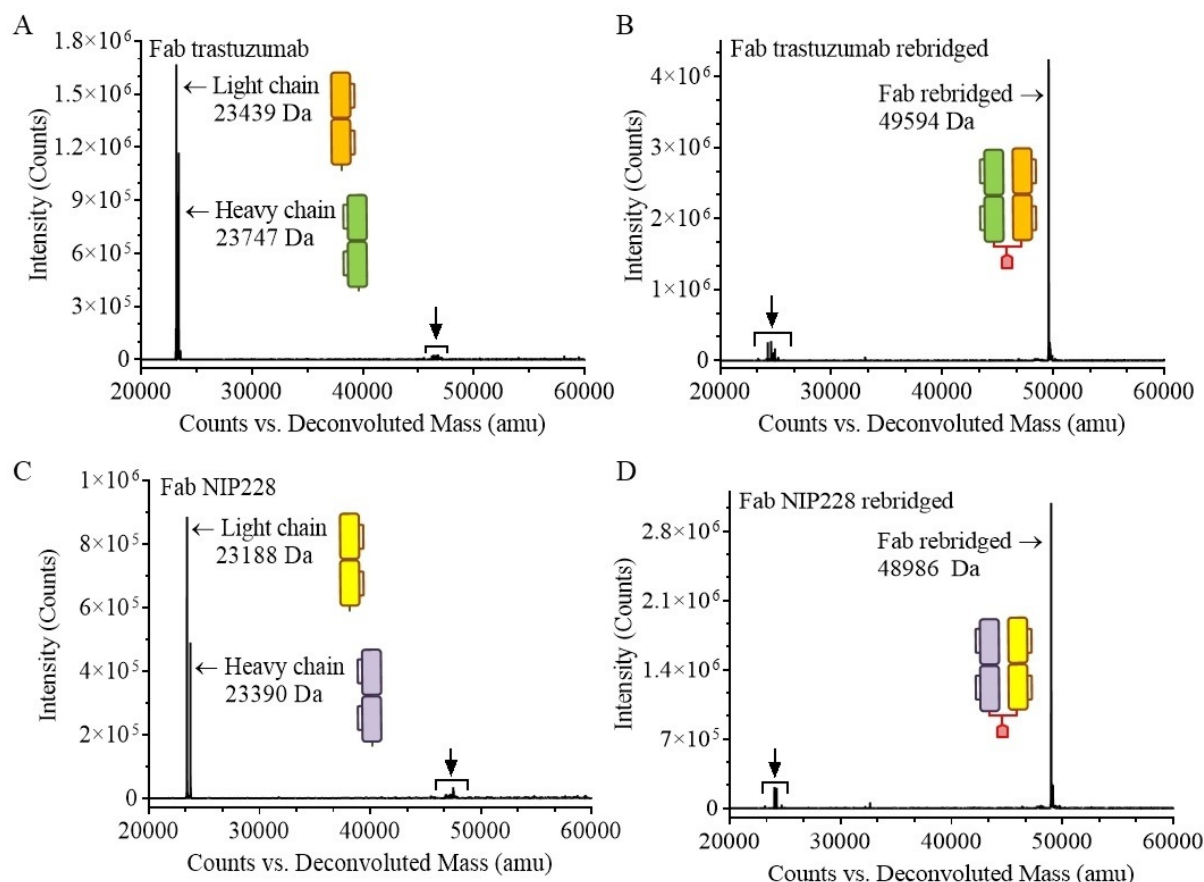 A
Fab trastuzumab
1.8×10⁶
1.5×10⁶
1.2×10⁶
9×10⁵
6×10⁵
3×10⁵
0
Intensity (Counts)
← Light chain
23439 Da
← Heavy chain
23747 Da
20000 30000 40000 50000 60000
Counts vs. Deconvoluted Mass (amu)
B
Fab trastuzumab rebridged
4×10⁶
3×10⁶
2×10⁶
1×10⁶
0
Intensity (Counts)
Fab rebridged →
49594 Da
20000 30000 40000 50000 60000
Counts vs. Deconvoluted Mass (amu)
C
Fab NIP228
1×10⁶
8×10⁵
6×10⁵
4×10⁵
2×10⁵
0
Intensity (Counts)
← Light chain
23188 Da
← Heavy chain
23390 Da
20000 30000 40000 50000 60000
Counts vs. Deconvoluted Mass (amu)
D
Fab NIP228 rebridged
2.8×10⁶
2.1×10⁶
1.4×10⁶
7×10⁵
0
Intensity (Counts)
Fab rebridged →
48986 Da
20000 30000 40000 50000 60000
Counts vs. Deconvoluted Mass (amu)